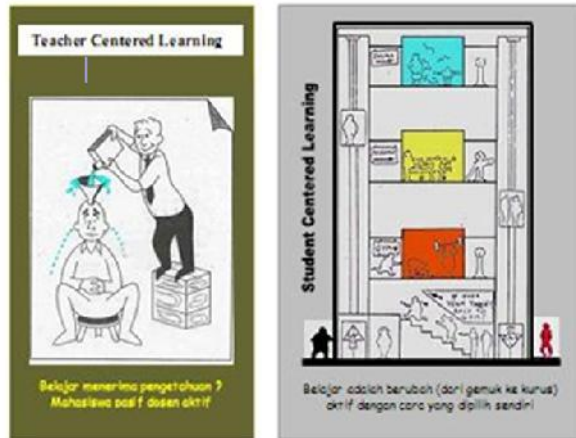 Teacher Centered Learning
Belajar menerima pengetahuan ?
Mahasiswa pasif dosen aktif
Student Centered Learning
Belajar adalah berubah (dari gemuk ke kurus)
aktif dengan cara yang dipilih sendiri